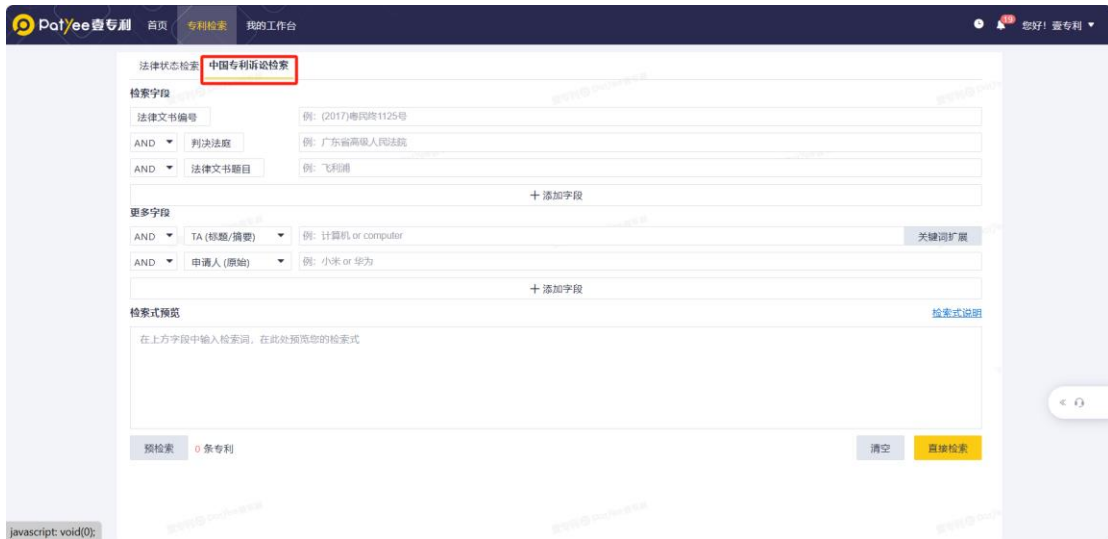 PatYee壹专利 首页 专利检索 我的工作台 19 您好！壹专利
法律状态检索 中国专利诉讼检索
检索字段
法律文书编号 例：(2017)粤民终1125号
AND 判决法庭 例：广东省高级人民法院
AND 法律文书题目 例：飞利浦
＋ 添加字段
更多字段
AND TA (标题/摘要) 例：计算机 or computer 关键词扩展
AND 申请人 (原始) 例：小米 or 华为
＋ 添加字段
检索式预览 检索式说明
在上方字段中输入检索词，在此处预览您的检索式
预检索 0 条专利 清空 直接检索
javascript: void(0);